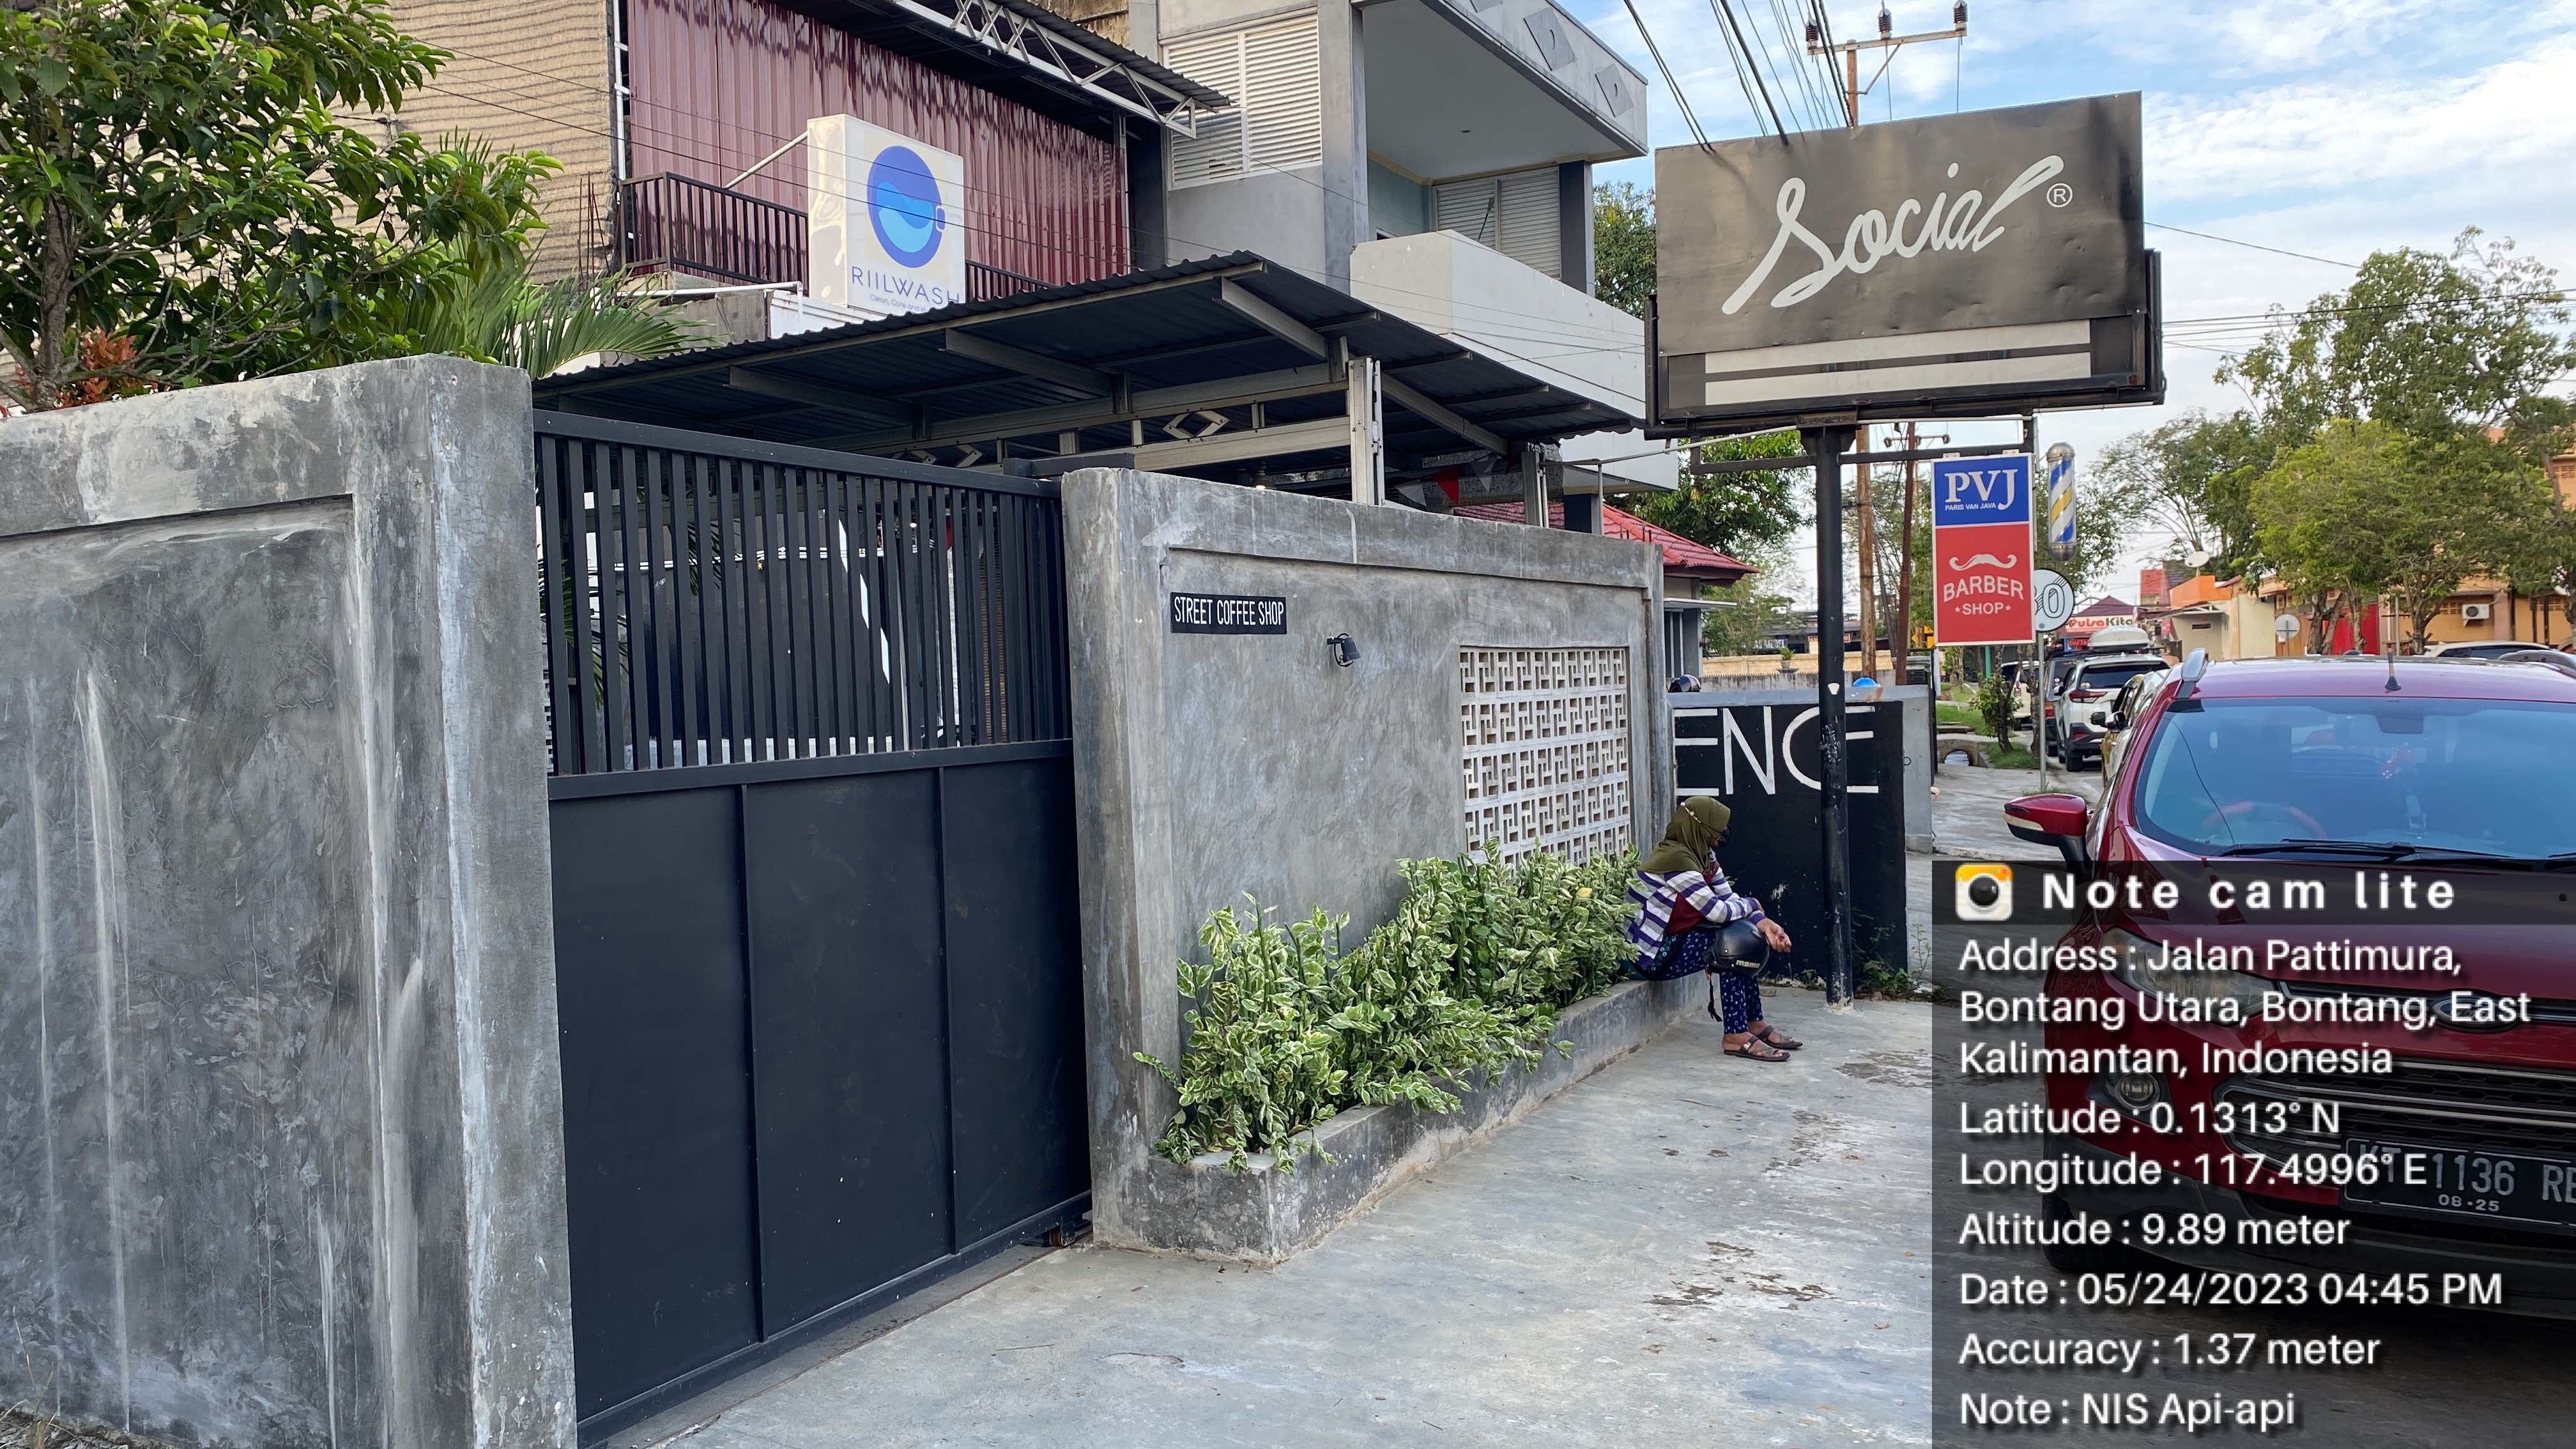 RIILWASH
Social®
PVJ
PARIS VAN JAVA
BARBER
SHOP
PulsaKita
STREET COFFEE SHOP
ENCE
Note cam lite
Address : Jalan Pattimura,
Bontang Utara, Bontang, East
Kalimantan, Indonesia
Latitude : 0.1313° N
Longitude : 117.4996° E
Altitude : 9.89 meter
Date : 05/24/2023 04:45 PM
Accuracy : 1.37 meter
Note : NIS Api-api
KT 1136
08·25